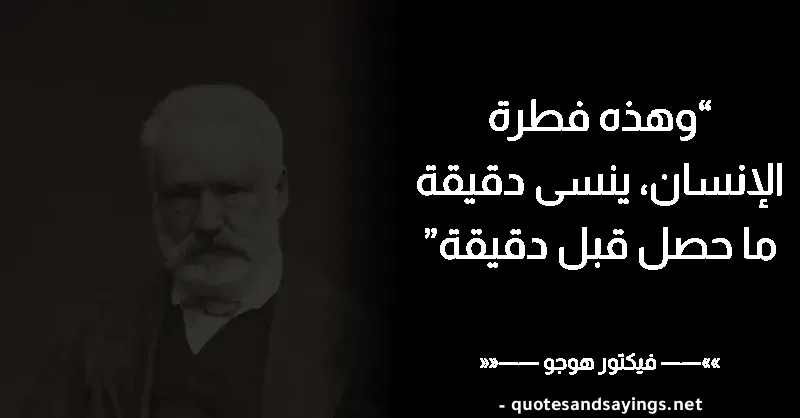 “وهذه فطرة
الإنسان، ينسى دقيقة
ما حصل قبل دقيقة”
»»—— فيكتور هوجو ——««
- quotesandsayings.net